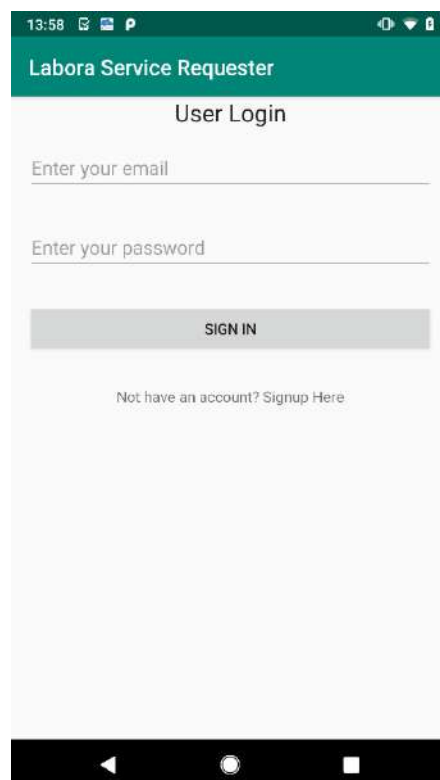 13:58
Labora Service Requester
User Login
Enter your email
Enter your password
SIGN IN
Not have an account? Signup Here